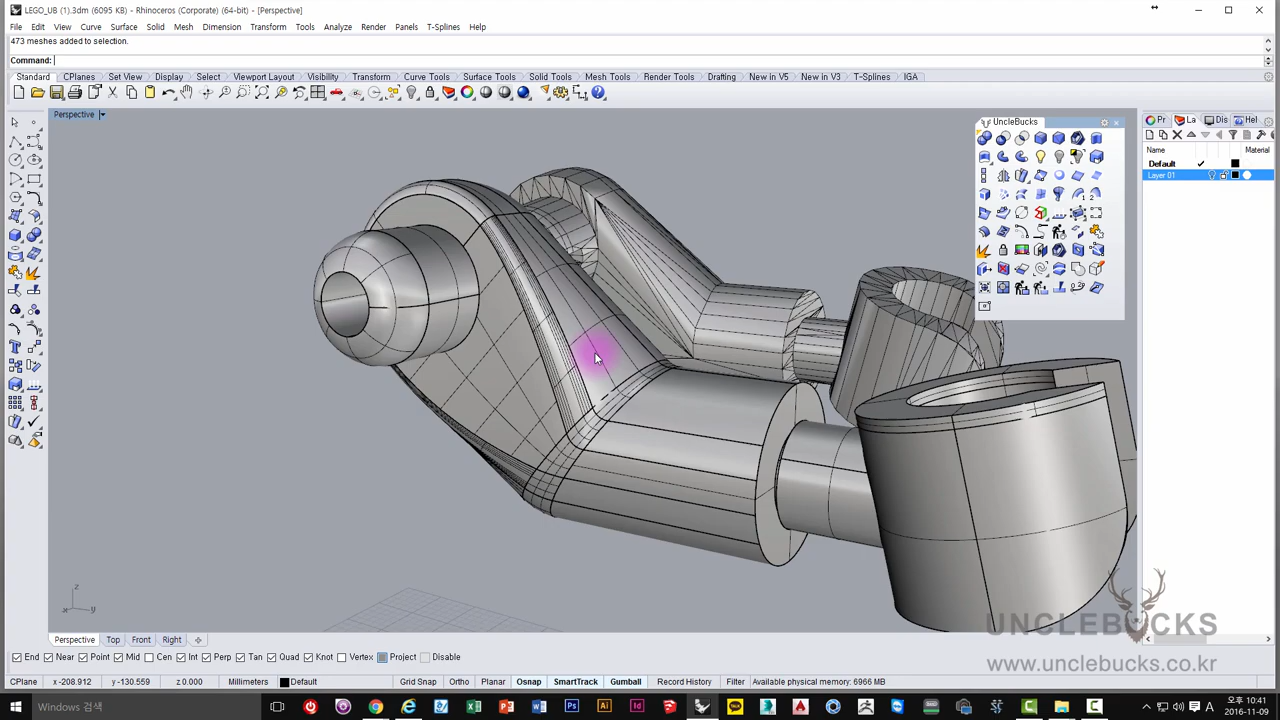 LEGO_UB (1).3dm (6095 KB) - Rhinoceros (Corporate) (64-bit) - [Perspective]
File Edit View Curve Surface Solid Mesh Dimension Transform Tools Analyze Render Panels T-Splines Help
473 meshes added to selection.
Command:
Standard CPlanes Set View Display Select Viewport Layout Visibility Transform Curve Tools Surface Tools Solid Tools Mesh Tools Render Tools Drafting New in V5 New in V3 T-Splines IGA
Perspective
UncleBucks
Pr La Dis Hel
Name Material
Default
Layer 01
z
x y
UNCLEBUCKS
www.unclebucks.co.kr
Perspective Top Front Right
End Near Point Mid Cen Int Perp Tan Quad Knot Vertex Project Disable
CPlane x -208.912 y -130.559 z 0.000 Millimeters Default Grid Snap Ortho Planar Osnap SmartTrack Gumball Record History Filter Available physical memory: 6966 MB
Windows 검색
A 오후 10:41
2016-11-09